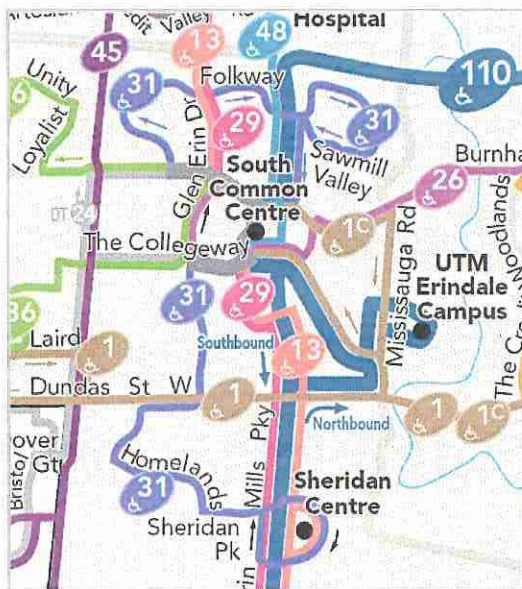 Hospital
Valley
45
13
48
110
Unity
31
Folkway
Loyalist
Glen Erin Dr
29
31
Sawmill
Valley
South
Common
Centre
Burnha
26
1C
OT 24
The Collegeway
Mississauga Rd
UTM
Erindale
Campus
31
29
36
Southbound
Laird
1
13
Dundas St W
1
Northbound
1
1C
Mills Pky
Homelands
31
Sheridan
Pk
Sheridan
Centre